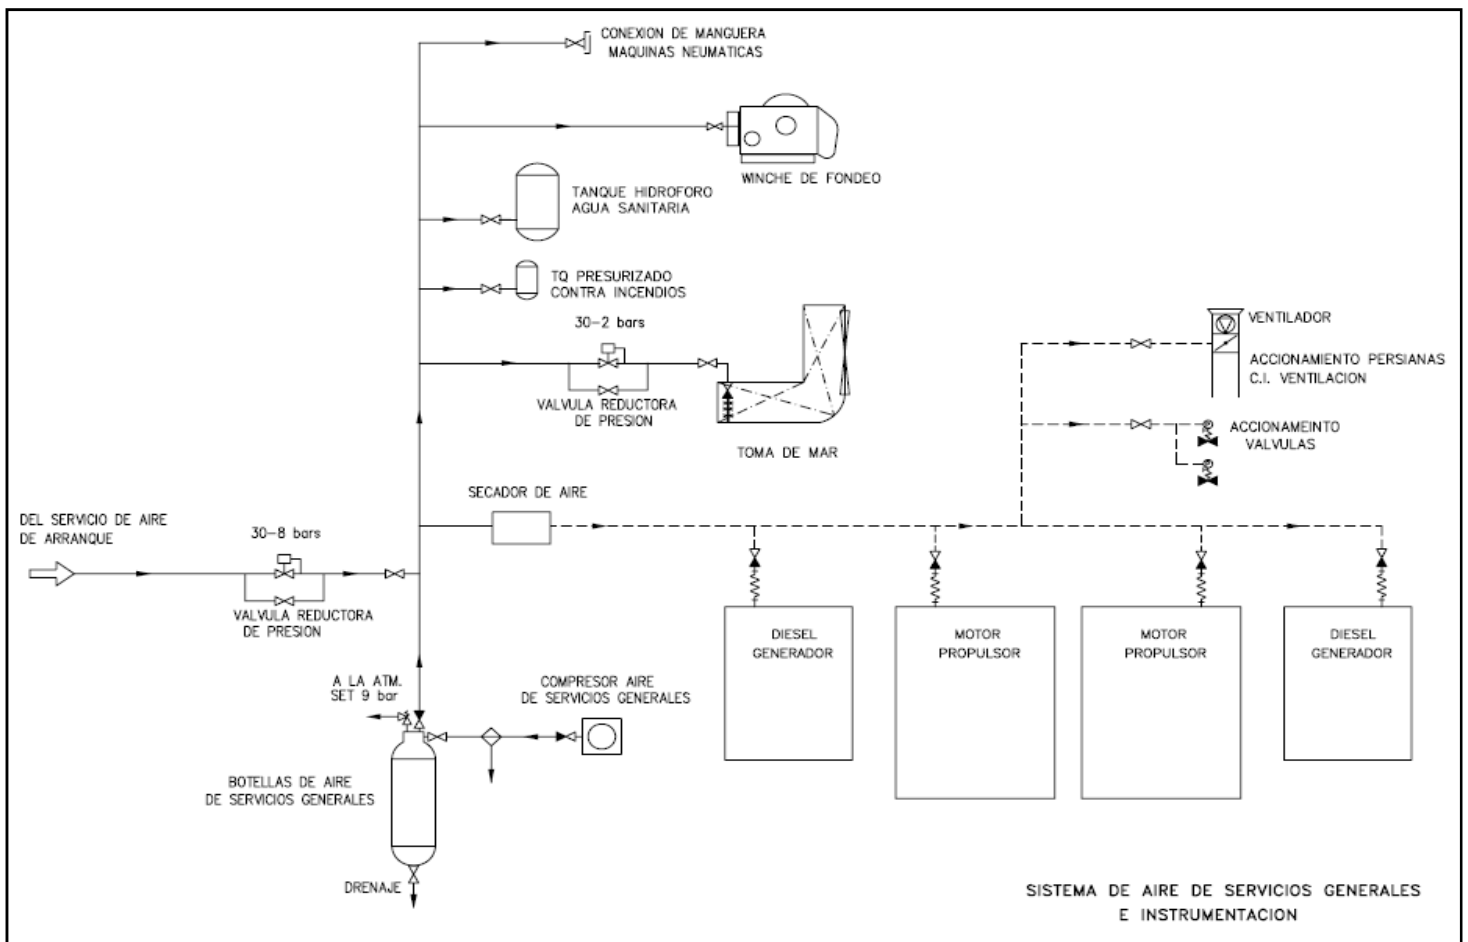 CONEXION DE MANGUERA
MAQUINAS NEUMATICAS
WINCHE DE FONDEO
TANQUE HIDROFORO
AGUA SANITARIA
TQ PRESURIZADO
CONTRA INCENDIOS
30-2 bars
VALVULA REDUCTORA
DE PRESION
TOMA DE MAR
VENTILADOR
ACCIONAMIENTO PERSIANAS
C.I. VENTILACION
ACCIONAMEINTO
VALVULAS
SECADOR DE AIRE
DEL SERVICIO DE AIRE
DE ARRANQUE
30-8 bars
VALVULA REDUCTORA
DE PRESION
DIESEL
GENERADOR
MOTOR
PROPULSOR
MOTOR
PROPULSOR
DIESEL
GENERADOR
A LA ATM.
SET 9 bar
COMPRESOR AIRE
DE SERVICIOS GENERALES
BOTELLAS DE AIRE
DE SERVICIOS GENERALES
DRENAJE
SISTEMA DE AIRE DE SERVICIOS GENERALES
E INSTRUMENTACION